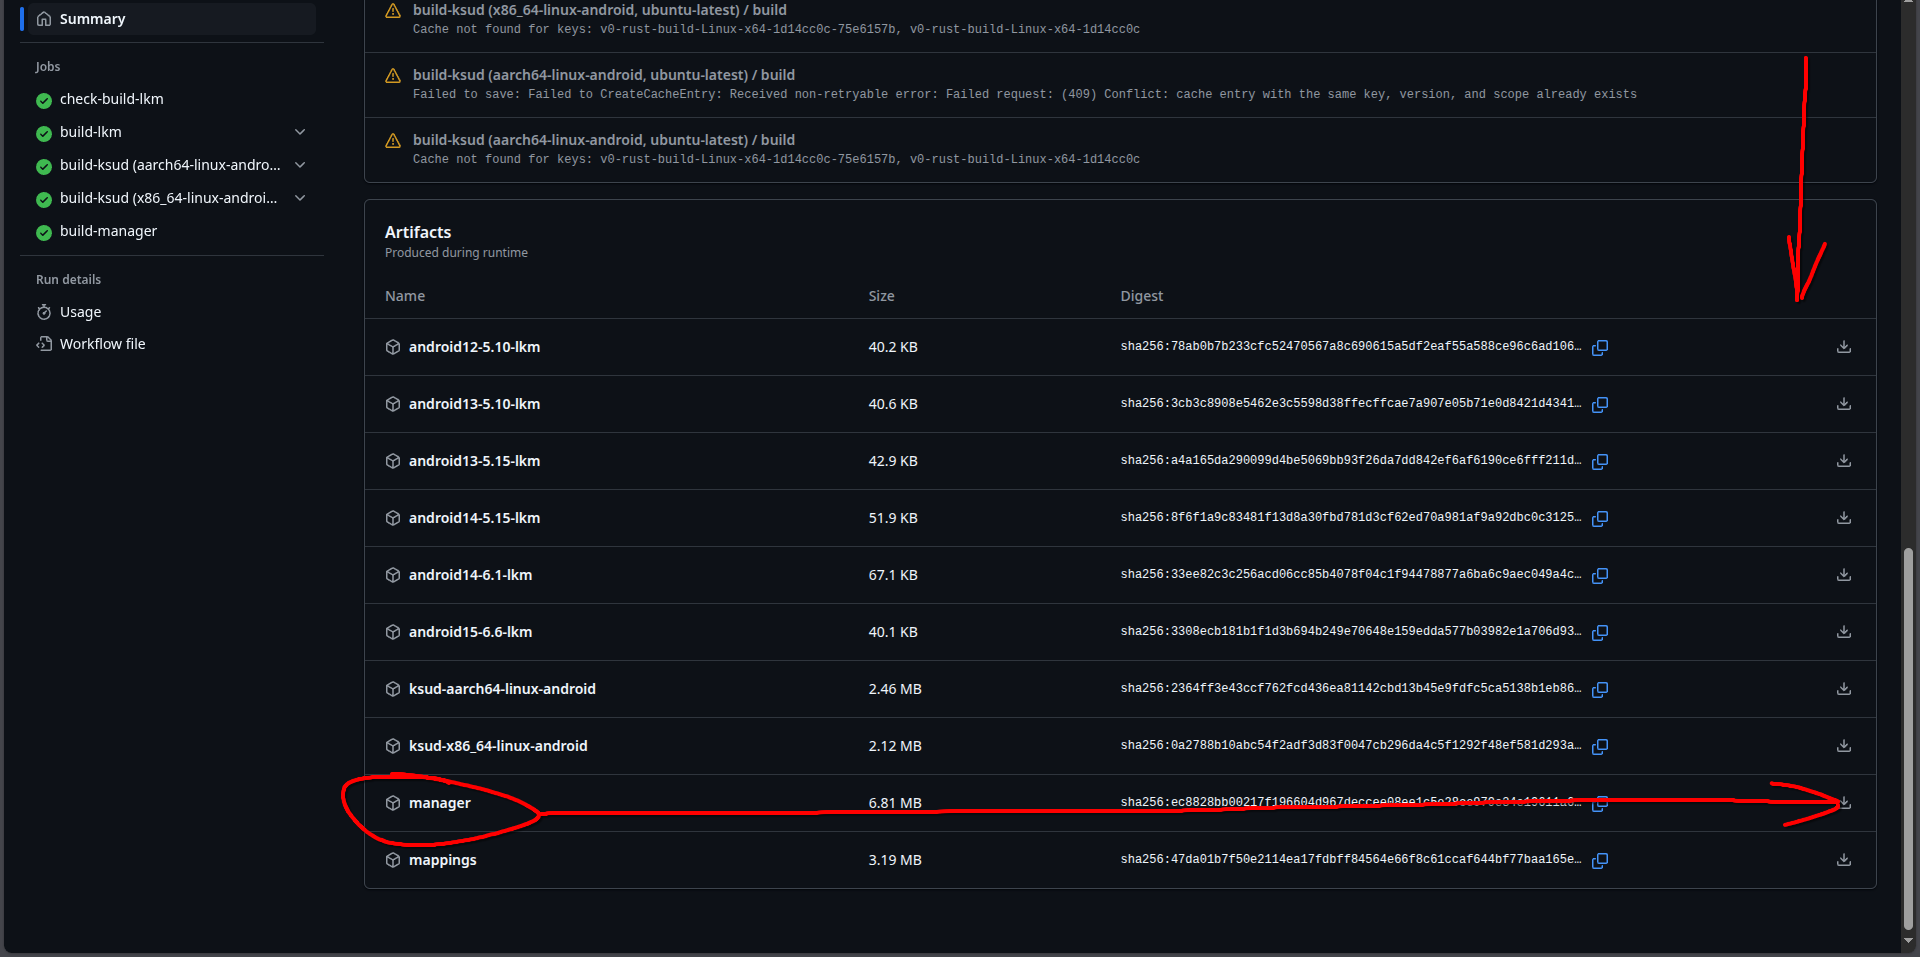 Summary
Jobs
check-build-lkm
build-lkm
build-ksud (aarch64-linux-andro...
build-ksud (x86_64-linux-androi...
build-manager
Run details
Usage
Workflow file
build-ksud (x86_64-linux-android, ubuntu-latest) / build
Cache not found for keys: v0-rust-build-Linux-x64-1d14cc0c-75e6157b, v0-rust-build-Linux-x64-1d14cc0c
build-ksud (aarch64-linux-android, ubuntu-latest) / build
Failed to save: Failed to CreateCacheEntry: Received non-retryable error: Failed request: (409) Conflict: cache entry with the same key, version, and scope already exists
build-ksud (aarch64-linux-android, ubuntu-latest) / build
Cache not found for keys: v0-rust-build-Linux-x64-1d14cc0c-75e6157b, v0-rust-build-Linux-x64-1d14cc0c
Artifacts
Produced during runtime
Name Size Digest
android12-5.10-lkm 40.2 KB sha256:78ab0b7b233cfc52470567a8c690615a5df2eaf55a588ce96c6ad106…
android13-5.10-lkm 40.6 KB sha256:3cb3c8908e5462e3c5598d38ffecffcae7a907e05b71e0d8421d4341…
android13-5.15-lkm 42.9 KB sha256:a4a165da290099d4be5069bb93f26da7dd842ef6af6190ce6fff211d…
android14-5.15-lkm 51.9 KB sha256:8f6f1a9c83481f13d8a30fbd781d3cf62ed70a981af9a92dbc0c3125…
android14-6.1-lkm 67.1 KB sha256:33ee82c3c256acd06cc85b4078f04c1f94478877a6ba6c9aec049a4c…
android15-6.6-lkm 40.1 KB sha256:3308ecb181b1f1d3b694b249e70648e159edda577b03982e1a706d93…
ksud-aarch64-linux-android 2.46 MB sha256:2364ff3e43ccf762fcd436ea81142cbd13b45e9fdfc5ca5138b1eb86…
ksud-x86_64-linux-android 2.12 MB sha256:0a2788b10abc54f2adf3d83f0047cb296da4c5f1292f48ef581d293a…
manager 6.81 MB
mappings 3.19 MB sha256:47da01b7f50e2114ea17fdbff84564e66f8c61ccaf644bf77baa165e…